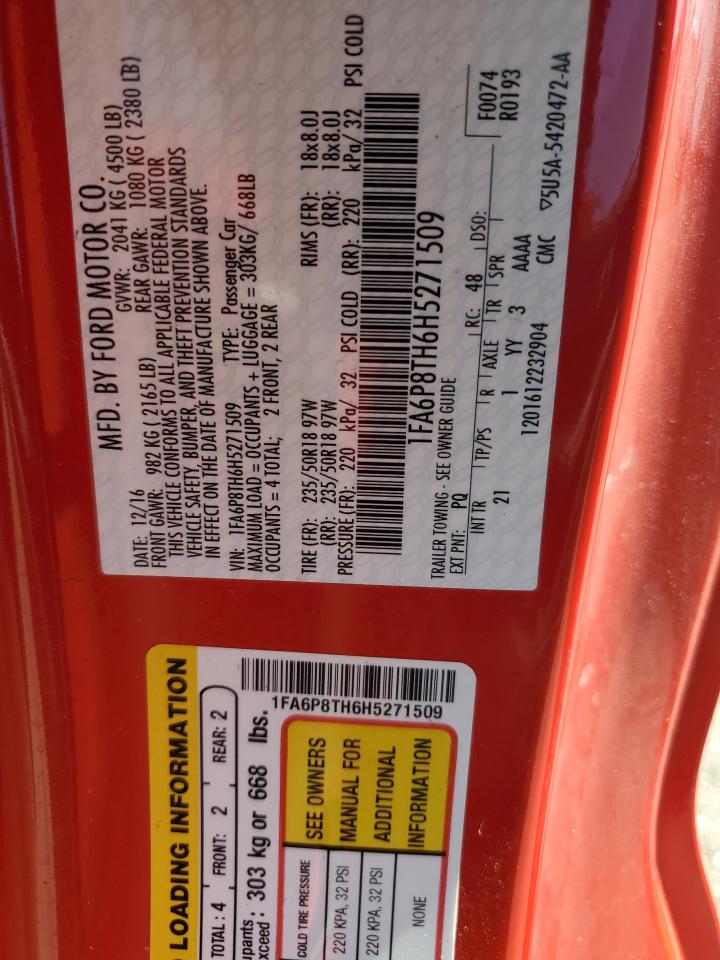 MFD. BY FORD MOTOR CO.
DATE: 12/16 GVWR: 2041 KG ( 4500 LB)
FRONT GAWR: 982 KG ( 2165 LB) REAR GAWR: 1080 KG ( 2380 LB)
THIS VEHICLE CONFORMS TO ALL APPLICABLE FEDERAL MOTOR
VEHICLE SAFETY, BUMPER, AND THEFT PREVENTION STANDARDS
IN EFFECT ON THE DATE OF MANUFACTURE SHOWN ABOVE.
VIN: 1FA6P8TH6H5271509 TYPE: Passenger Car
MAXIMUM LOAD = OCCUPANTS + LUGGAGE = 303KG/ 668LB
OCCUPANTS = 4 TOTAL; 2 FRONT, 2 REAR
TIRE (FR): 235/50R18 97W RIMS (FR): 18x8.0J
(RR): 235/50R18 97W (RR): 18x8.0J
PRESSURE (FR): 220 kPa/ 32 PSI COLD (RR): 220 kPa/ 32 PSI COLD
1FA6P8TH6H5271509
TRAILER TOWING - SEE OWNER GUIDE
EXT PNT: PQ RC: 48 DSO: F0074
R0193
INT TR TP/PS R AXLE TR SPR
21 1 YY 3 AAAA
1201612232904 CMC ▽5U5A-5420472-AA
LOADING INFORMATION
TOTAL : 4 FRONT: 2 REAR: 2
upants :
exceed : 303 kg or 668 lbs.
1FA6P8TH6H5271509
COLD TIRE PRESSURE
220 KPA, 32 PSI
220 KPA, 32 PSI
NONE
SEE OWNERS
MANUAL FOR
ADDITIONAL
INFORMATION